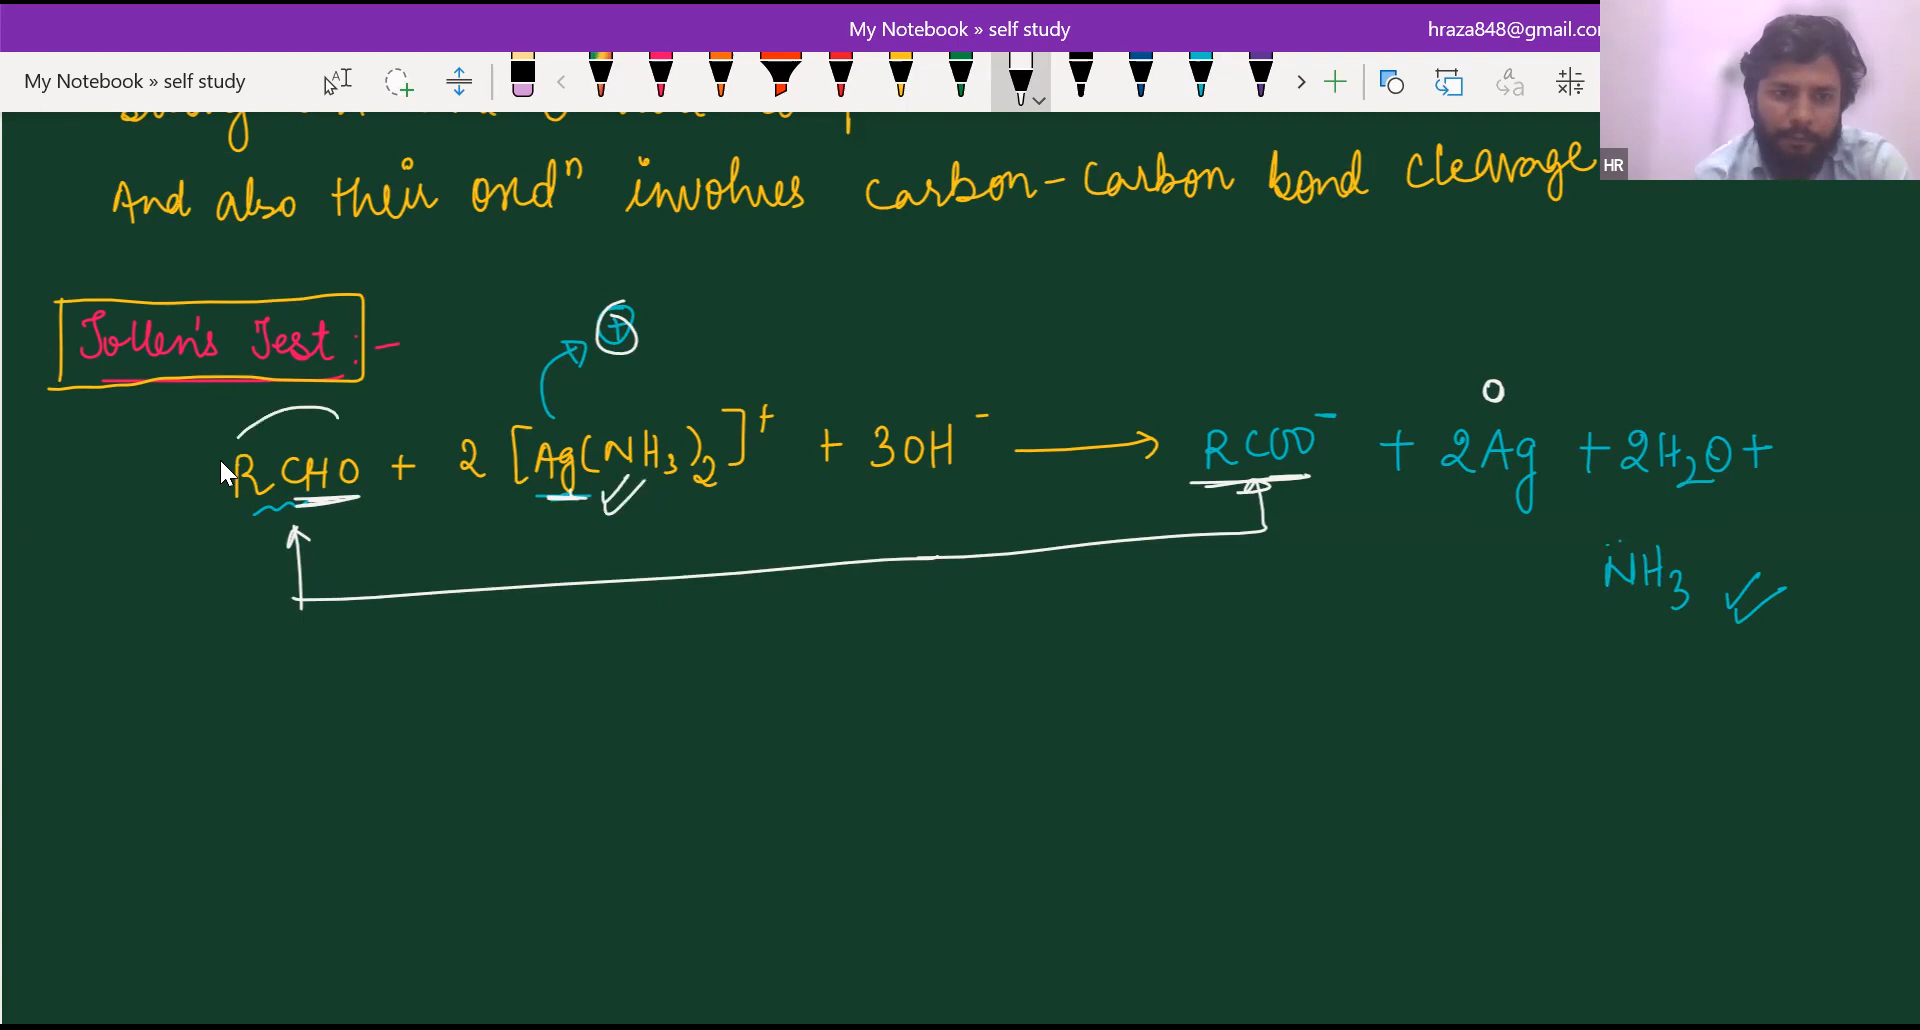 My Notebook » self study
hraza848@gmail.co
My Notebook » self study
HR
And also their oxdⁿ involves carbon-carbon bond cleavage
Tollen's Test :-
+
0
RCHO + 2 [Ag(NH₃)₂]⁺ + 3OH⁻ → RCOO⁻ + 2Ag + 2H₂O +
NH₃